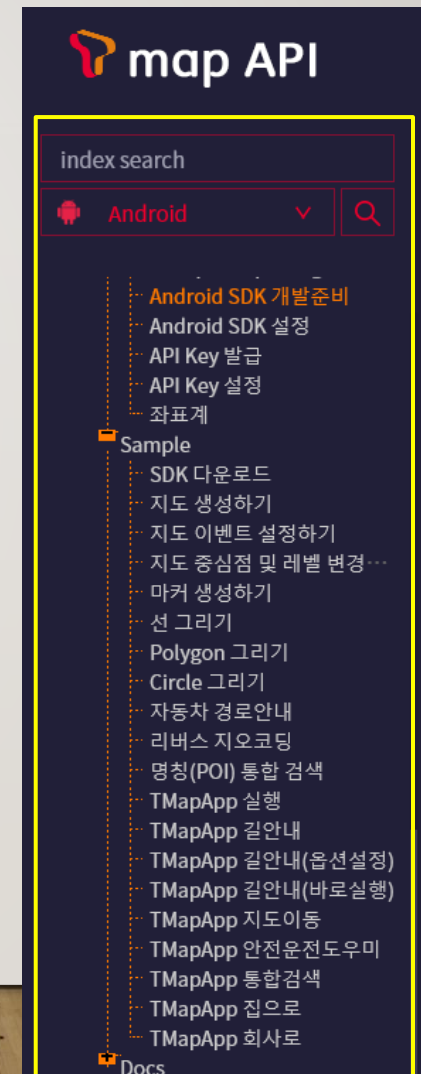 map API
index search
Android
Android SDK 개발준비
Android SDK 설정
API Key 발급
API Key 설정
좌표계
Sample
SDK 다운로드
지도 생성하기
지도 이벤트 설정하기
지도 중심점 및 레벨 변경…
마커 생성하기
선 그리기
Polygon 그리기
Circle 그리기
자동차 경로안내
리버스 지오코딩
명칭(POI) 통합 검색
TMapApp 실행
TMapApp 길안내
TMapApp 길안내(옵션설정)
TMapApp 길안내(바로실행)
TMapApp 지도이동
TMapApp 안전운전도우미
TMapApp 통합검색
TMapApp 집으로
TMapApp 회사로
Docs